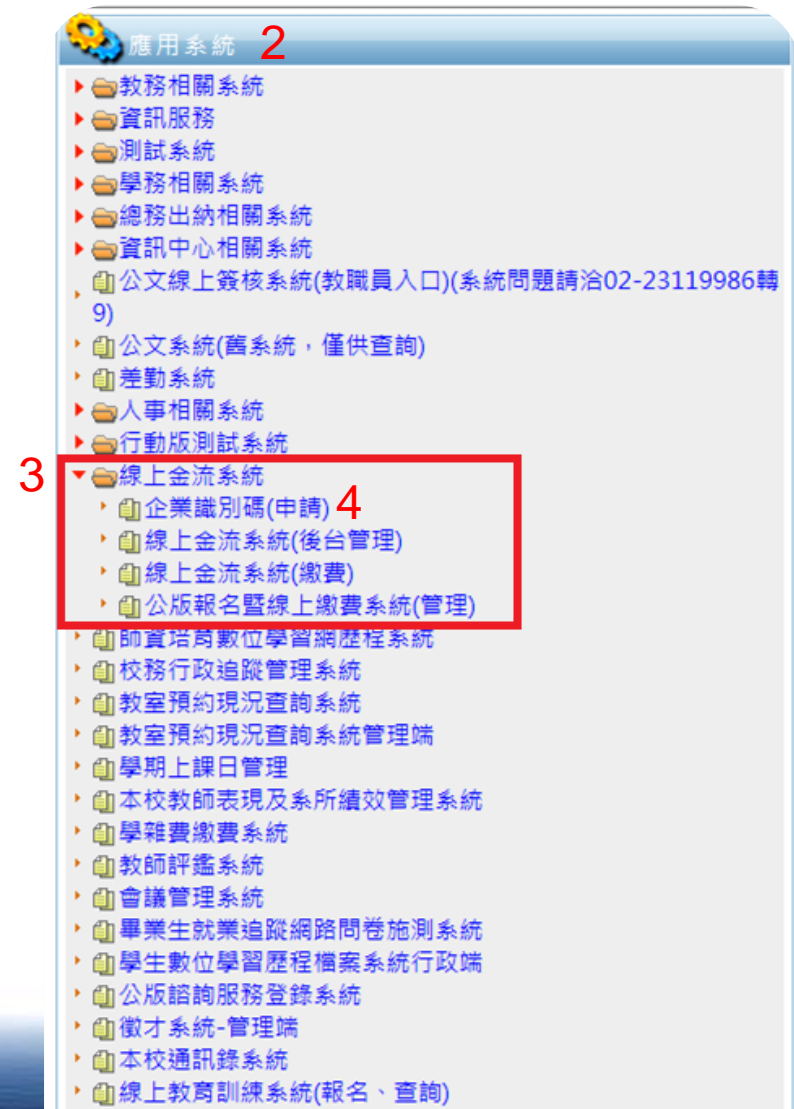 應用系統 2
教務相關系統
資訊服務
測試系統
學務相關系統
總務出納相關系統
資訊中心相關系統
公文線上簽核系統(教職員入口)(系統問題請洽02-23119986轉
9)
公文系統(舊系統，僅供查詢)
差勤系統
人事相關系統
行動版測試系統
3 線上金流系統
企業識別碼(申請) 4
線上金流系統(後台管理)
線上金流系統(繳費)
公版報名暨線上繳費系統(管理)
師資培育數位學習網歷程系統
校務行政追蹤管理系統
教室預約現況查詢系統
教室預約現況查詢系統管理端
學期上課日管理
本校教師表現及系所績效管理系統
學雜費繳費系統
教師評鑑系統
會議管理系統
畢業生就業追蹤網路問卷施測系統
學生數位學習歷程檔案系統行政端
公版諮詢服務登錄系統
徵才系統-管理端
本校通訊錄系統
線上教育訓練系統(報名、查詢)